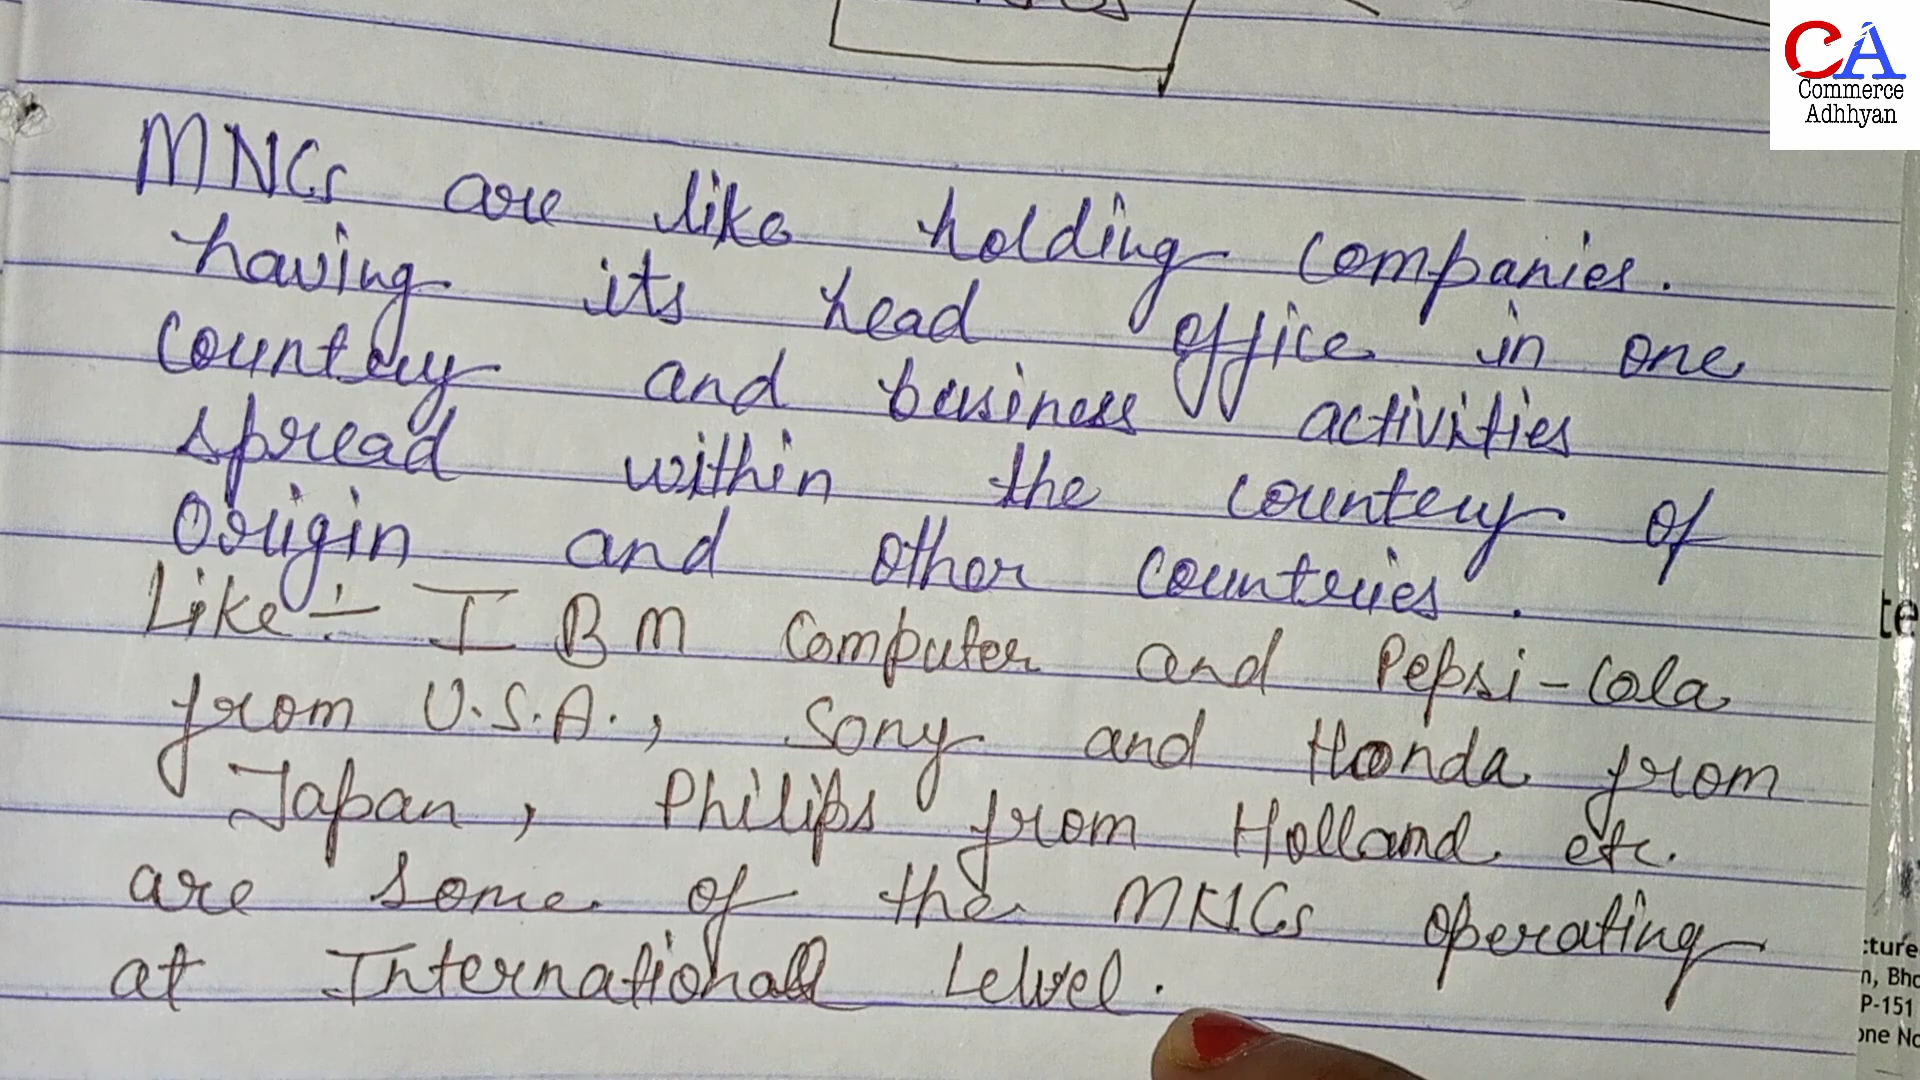 CA
Commerce
Adhhyan
MNCs are like holding companies.
having its head office in one
country and business activities
spread within the country of
origin and other countries.
Like :- I B M Computer and Pepsi-Cola
from U.S.A., Sony and Honda from
Japan, Philips from Holland etc.
are some of the MNCs operating
at International Level.
P-151